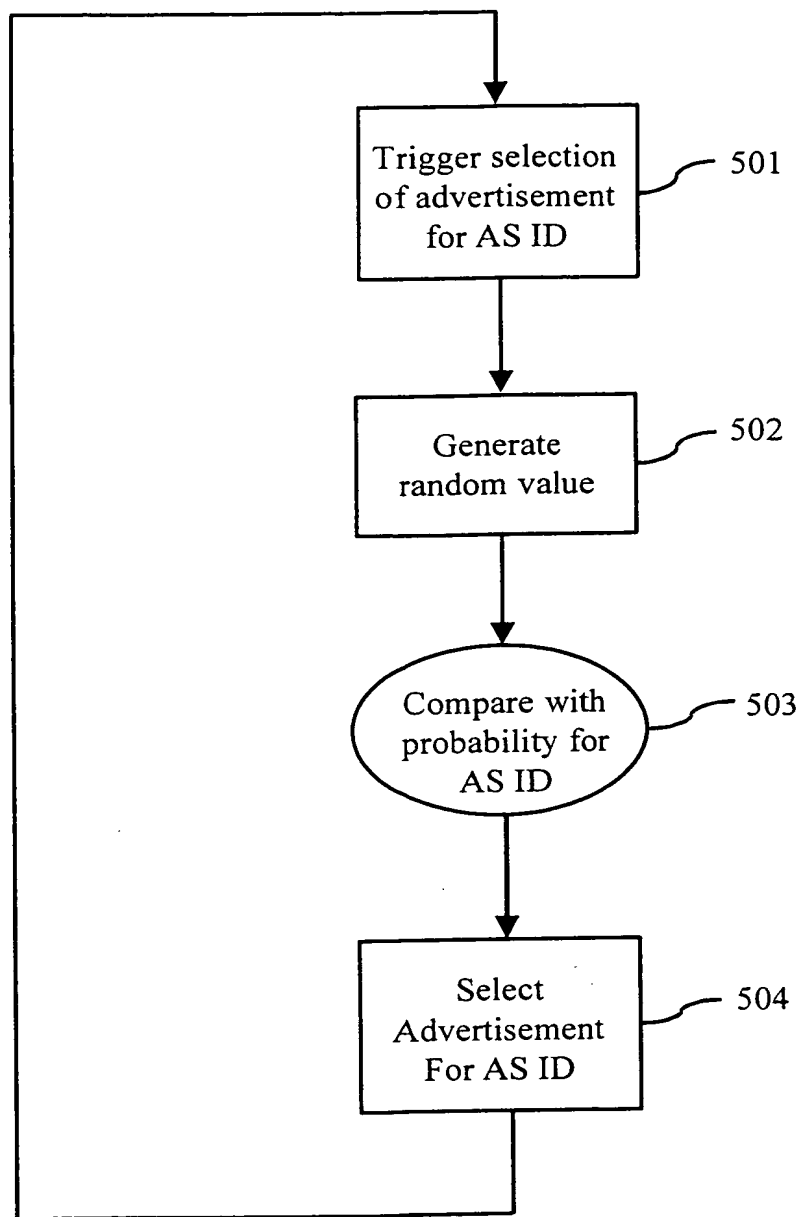 Trigger selection
of advertisement
for AS ID
501
Generate
random value
502
Compare with
probability for
AS ID
503
Select
Advertisement
For AS ID
504